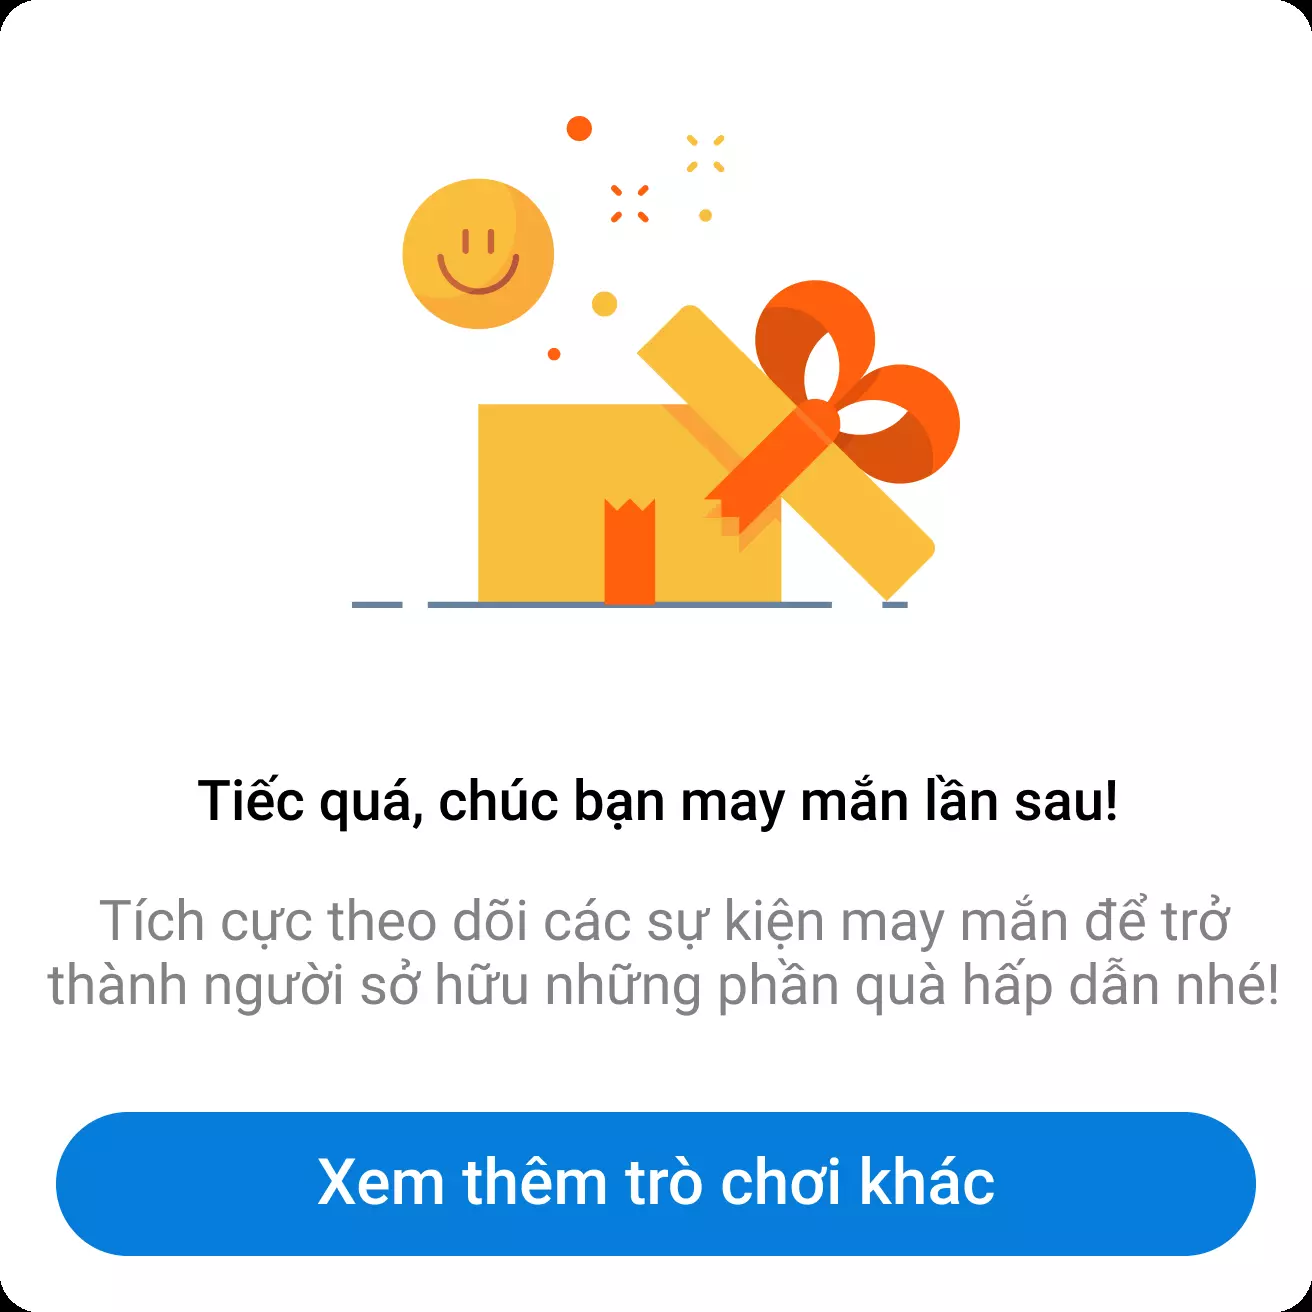 Tiếc quá, chúc bạn may mắn lần sau!
Tích cực theo dõi các sự kiện may mắn để trở
thành người sở hữu những phần quà hấp dẫn nhé!
Xem thêm trò chơi khác